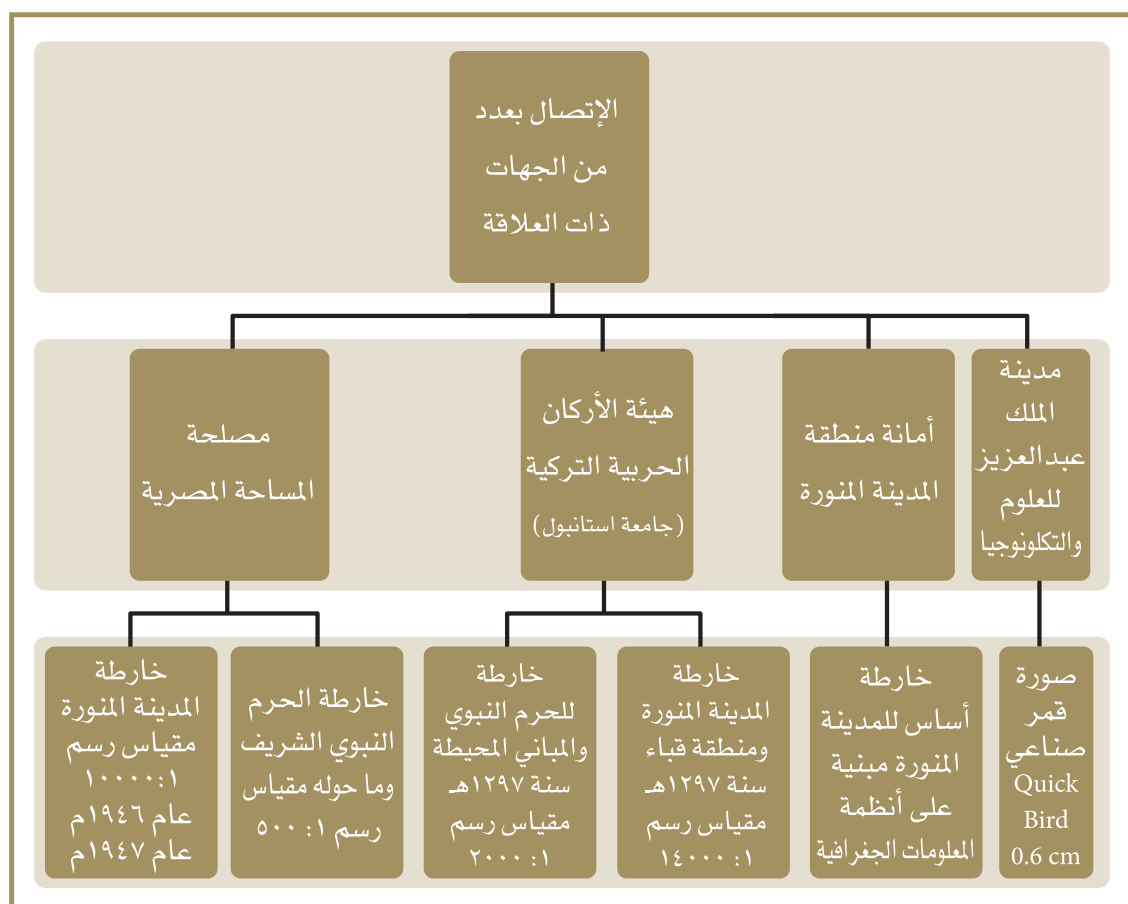 الإتصال بعدد
من الجهات
ذات العلاقة
مدينة
الملك
عبدالعزيز
للعلوم
والتكلونوجيا
أمانة منطقة
المدينة المنورة
هيئة الأركان
الحربية التركية
(جامعة استانبول)
مصلحة
المساحة المصرية
صورة
قمر
صناعي
Quick
Bird
0.6 cm
خارطة
أساس للمدينة
المنورة مبنية
على أنظمة
المعلومات الجغرافية
خارطة
المدينة المنورة
ومنطقة قباء
سنة ١٢٩٧هـ
مقياس رسم
١: ١٤٠٠٠
خارطة
للحرم النبوي
والمباني المحيطة
سنة ١٢٩٧هـ
مقياس رسم
١: ٢٠٠٠
خارطة الحرم
النبوي الشريف
وما حوله مقياس
رسم ١: ٥٠٠
خارطة
المدينة المنورة
مقياس رسم
١:١٠٠٠٠
عام ١٩٤٦م
عام ١٩٤٧م